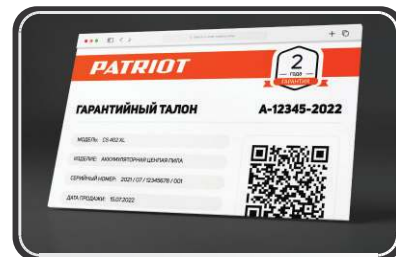 PATRIOT
2
ГОДА
ГАРАНТИЯ
ГАРАНТИЙНЫЙ ТАЛОН
A-12345-2022
МОДЕЛЬ: CS 402 XL
ИЗДЕЛИЕ: АККУМУЛЯТОРНАЯ ЦЕПНАЯ ПИЛА
СЕРИЙНЫЙ НОМЕР: 2021 / 07 / 12345678 / 001
ДАТА ПРОДАЖИ: 15.07.2022